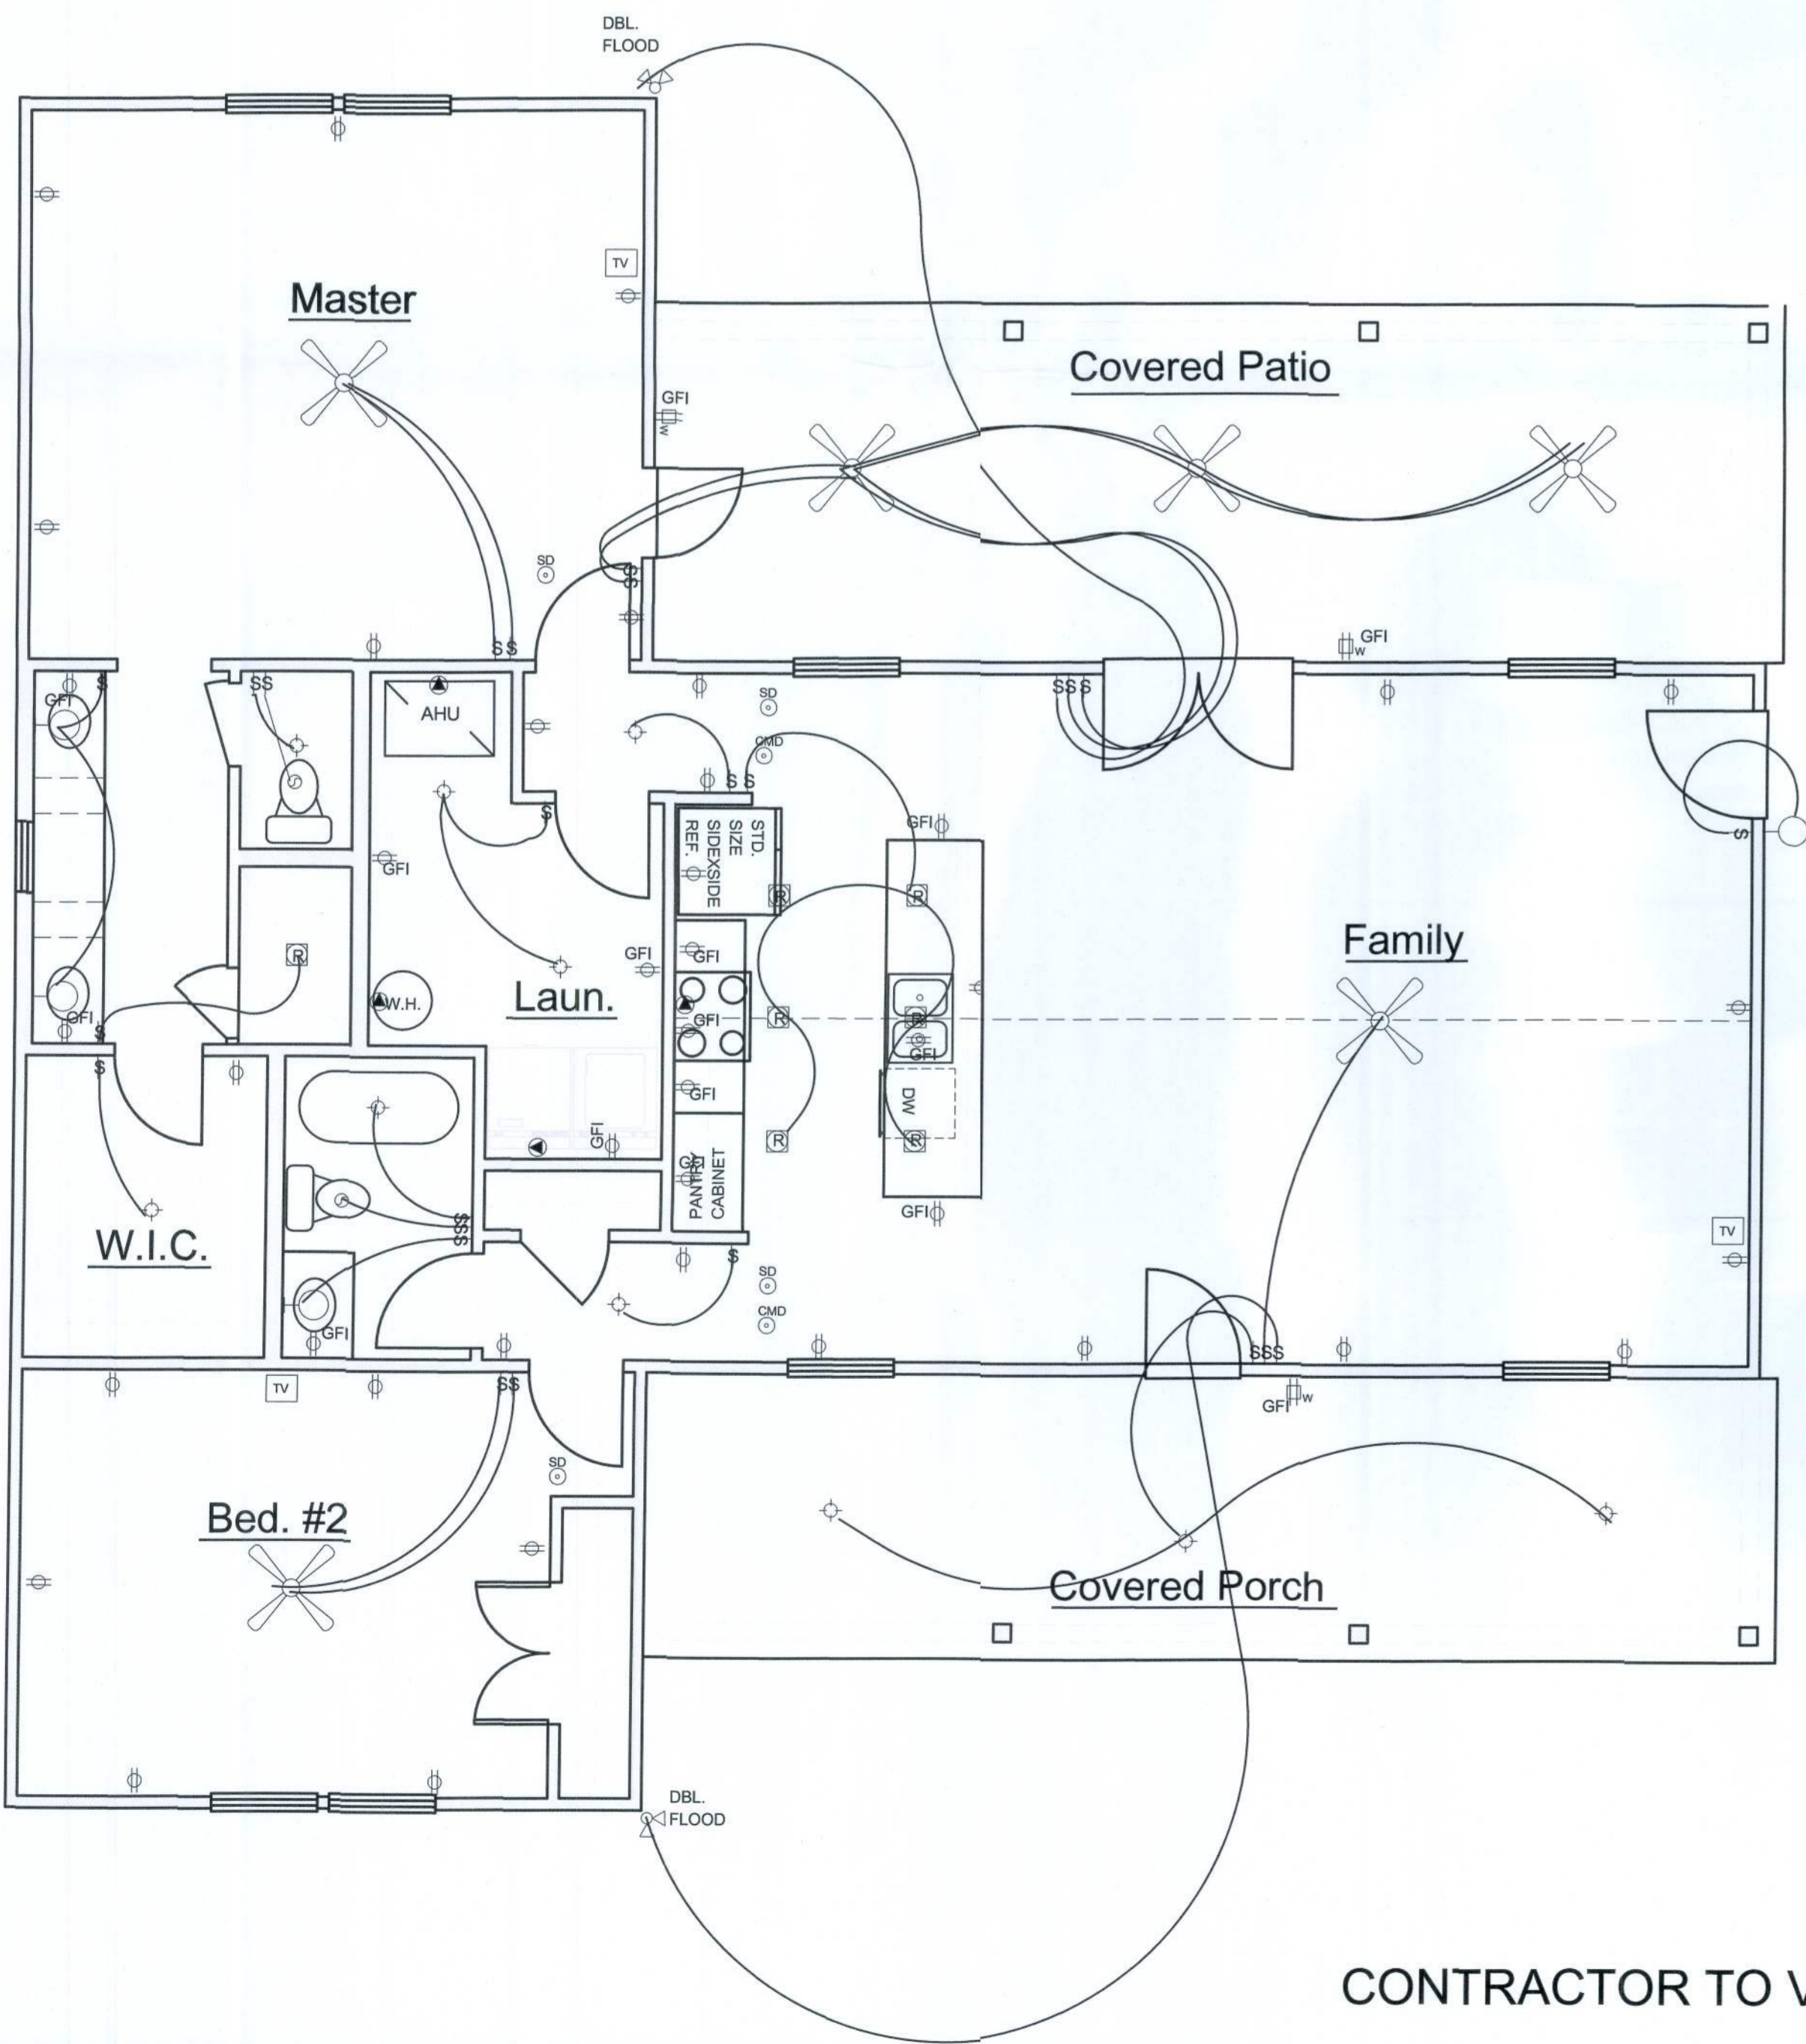 DBL.
FLOOD
TV
Master
Covered Patio
GFI
W
SD
S S
S S
GFI
W
GFI
S
SS
AHU
SD
SSS
CMD
S S
S
GFI
STD.
SIZE
SIDEXSIDE
REF.
GFI
S
R
R
Family
GFI
GFI
R
W.H.
Laun.
GFI
R
R
GFI
GFI
S
S
GFI
DW
GFI
R
R
GFI
PANTRY
CABINET
GFI
W.I.C.
SSS
S
TV
SD
CMD
GFI
SSS
TV
SS
GFI
W
SD
Bed. #2
Covered Porch
DBL.
FLOOD
CONTRACTOR TO V